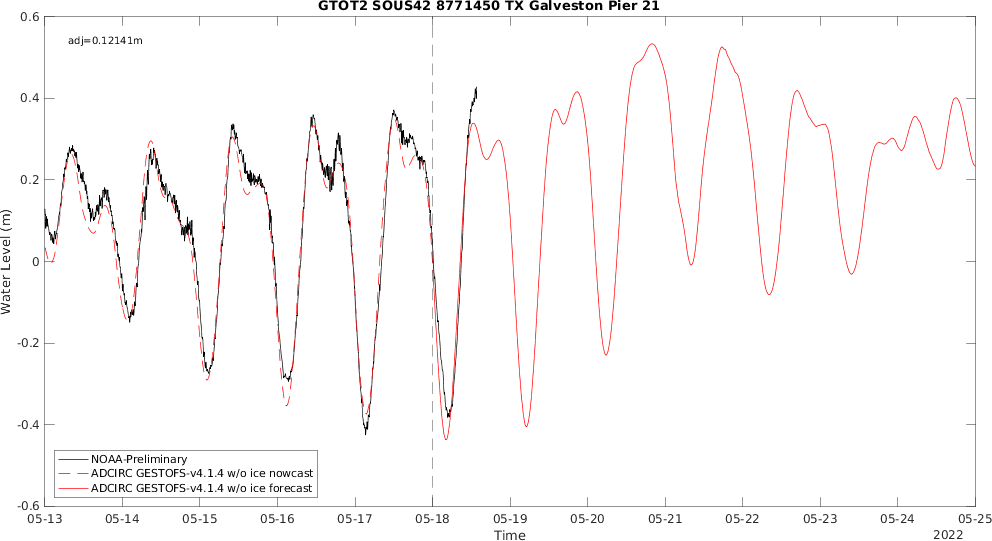 GTOT2 SOUS42 8771450 TX Galveston Pier 21
adj=0.12141m
Water Level (m)
0.6
0.4
0.2
0
-0.2
-0.4
-0.6
NOAA-Preliminary
ADCIRC GESTOFS-v4.1.4 w/o ice nowcast
ADCIRC GESTOFS-v4.1.4 w/o ice forecast
05-13 05-14 05-15 05-16 05-17 05-18 05-19 05-20 05-21 05-22 05-23 05-24 05-25
Time
2022